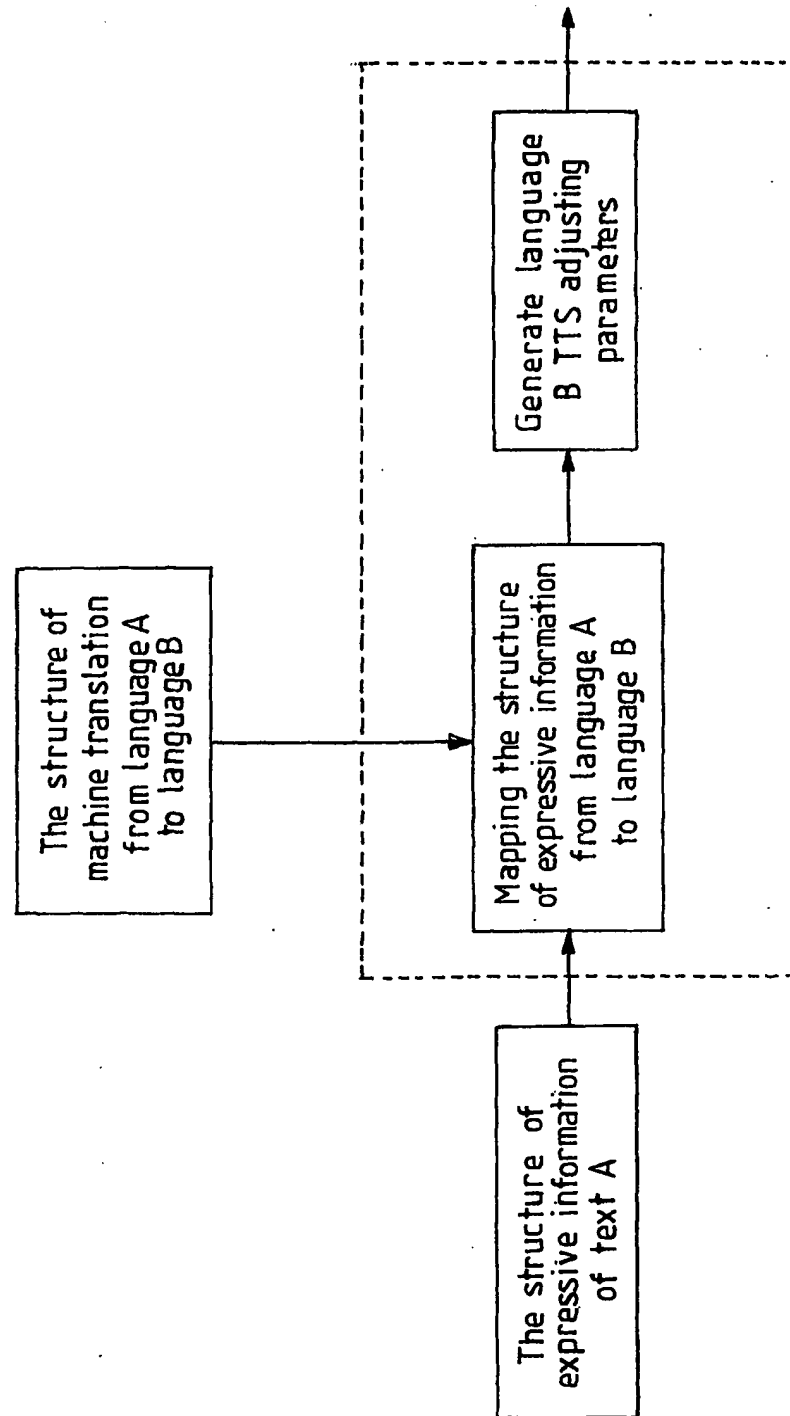 The structure of
machine translation
from language A
to language B
The structure of
expressive information
of text A
Mapping the structure
of expressive information
from language A
to language B
Generate language
B TTS adjusting
parameters